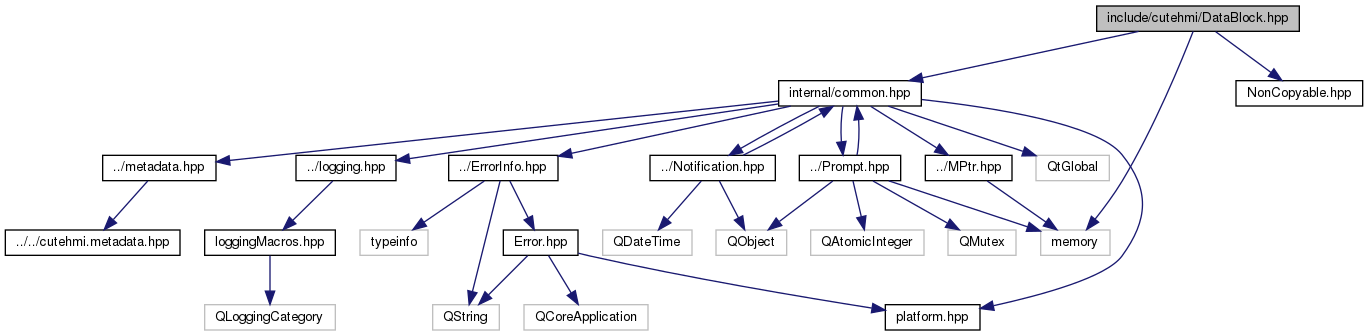 include/cutehmi/DataBlock.hpp
internal/common.hpp
NonCopyable.hpp
../metadata.hpp
../logging.hpp
../ErrorInfo.hpp
../Notification.hpp
../Prompt.hpp
../MPtr.hpp
QtGlobal
../../cutehmi.metadata.hpp
loggingMacros.hpp
typeinfo
Error.hpp
QDateTime
QObject
QAtomicInteger
QMutex
memory
QLoggingCategory
QString
QCoreApplication
platform.hpp